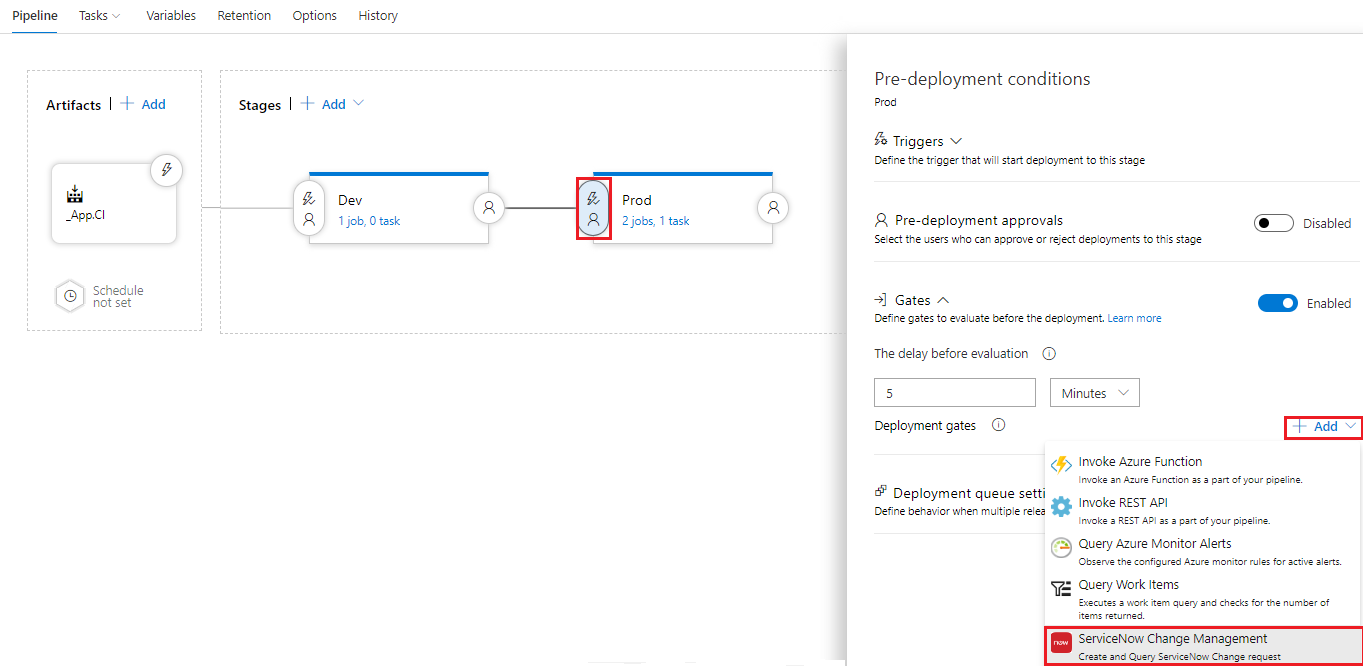 Pipeline Tasks Variables Retention Options History
Artifacts | + Add
Stages | + Add
_App.CI
Schedule
not set
Dev
1 job, 0 task
Prod
2 jobs, 1 task
Pre-deployment conditions
Prod
Triggers
Define the trigger that will start deployment to this stage
Pre-deployment approvals
Disabled
Select the users who can approve or reject deployments to this stage
Gates
Enabled
Define gates to evaluate before the deployment. Learn more
The delay before evaluation
5 Minutes
Deployment gates
+ Add
Invoke Azure Function
Invoke an Azure Function as a part of your pipeline.
Invoke REST API
Invoke a REST API as a part of your pipeline.
Query Azure Monitor Alerts
Observe the configured Azure monitor rules for active alerts.
Query Work Items
Executes a work item query and checks for the number of
items returned.
now
ServiceNow Change Management
Create and Query ServiceNow Change request
Deployment queue setti
Define behavior when multiple relea